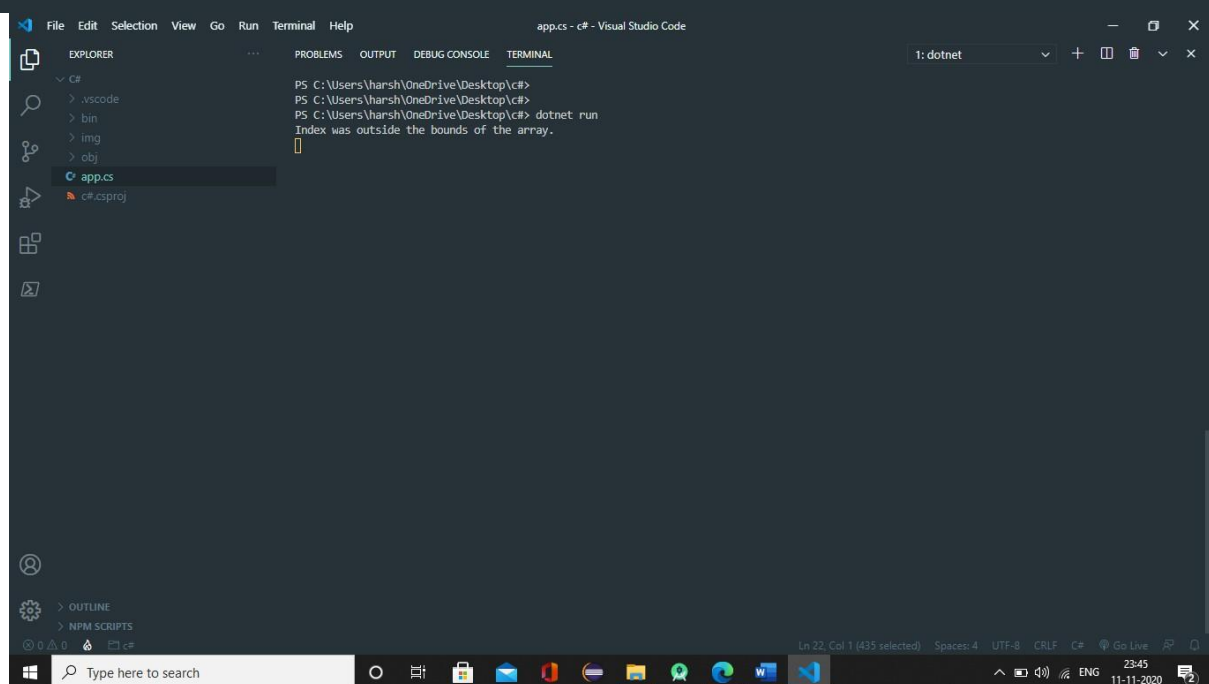 File Edit Selection View Go Run Terminal Help app.cs - c# - Visual Studio Code
EXPLORER ... PROBLEMS OUTPUT DEBUG CONSOLE TERMINAL 1: dotnet
C#
.vscode
bin
img
obj
app.cs
c#.csproj
PS C:\Users\harsh\OneDrive\Desktop\c#>
PS C:\Users\harsh\OneDrive\Desktop\c#>
PS C:\Users\harsh\OneDrive\Desktop\c#> dotnet run
Index was outside the bounds of the array.
OUTLINE
NPM SCRIPTS
0 0 c# Ln 22, Col 1 (435 selected) Spaces: 4 UTF-8 CRLF C# Go Live
Type here to search W ENG 23:45
11-11-2020 2